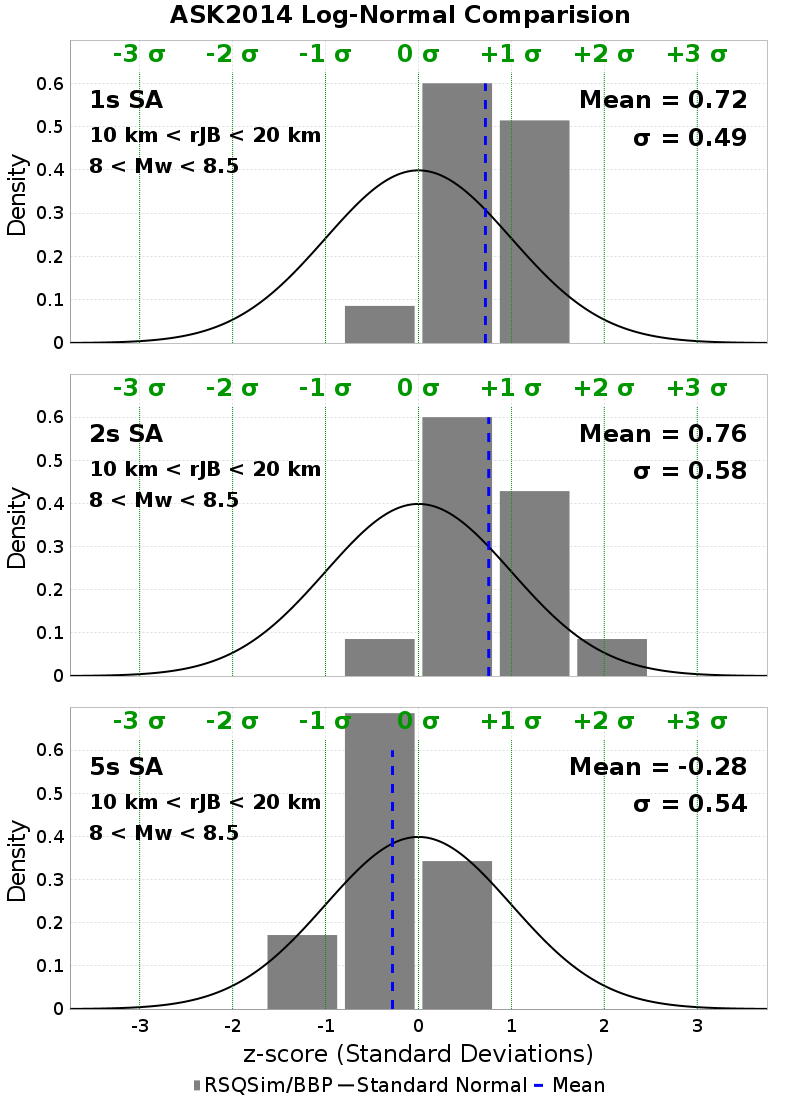 ASK2014 Log-Normal Comparision
-3 σ -2 σ -1 σ 0 σ +1 σ +2 σ +3 σ
1s SA
10 km < rJB < 20 km
8 < Mw < 8.5
Mean = 0.72
σ = 0.49
Density
0.6
0.5
0.4
0.3
0.2
0.1
0
-3 σ -2 σ -1 σ 0 σ +1 σ +2 σ +3 σ
2s SA
10 km < rJB < 20 km
8 < Mw < 8.5
Mean = 0.76
σ = 0.58
Density
0.6
0.5
0.4
0.3
0.2
0.1
0
-3 σ -2 σ -1 σ 0 σ +1 σ +2 σ +3 σ
5s SA
10 km < rJB < 20 km
8 < Mw < 8.5
Mean = -0.28
σ = 0.54
Density
0.6
0.5
0.4
0.3
0.2
0.1
0
-3 -2 -1 0 1 2 3
z-score (Standard Deviations)
RSQSim/BBP Standard Normal Mean